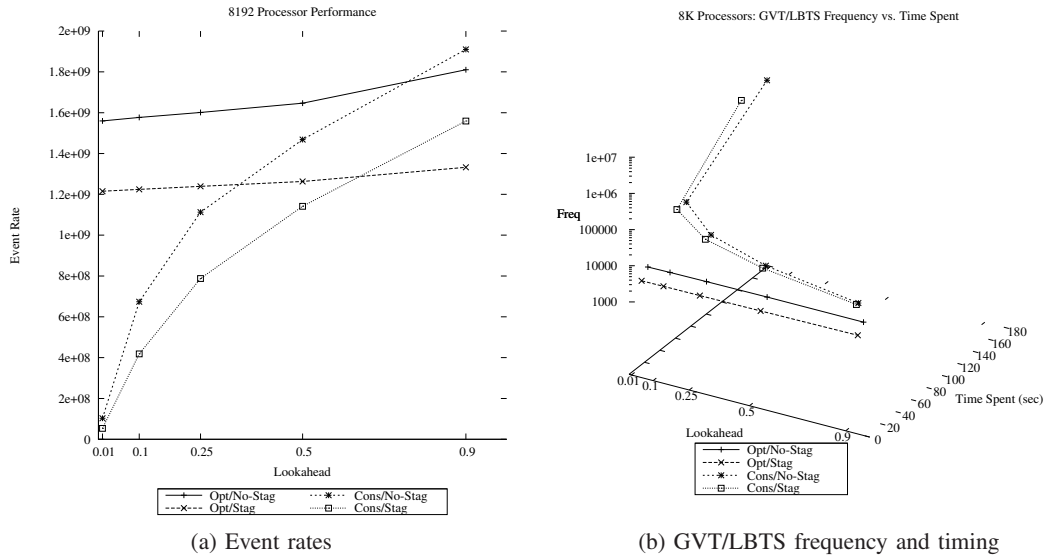 8192 Processor Performance
2e+09
1.8e+09
1.6e+09
1.4e+09
1.2e+09
1e+09
8e+08
6e+08
4e+08
2e+08
0
Event Rate
0.01 0.1 0.25 0.5 0.9
Lookahead
Opt/No-Stag Cons/No-Stag
Opt/Stag Cons/Stag
(a) Event rates
8K Processors: GVT/LBTS Frequency vs. Time Spent
1e+07
1e+06
100000
10000
1000
Freq
0.01 0.1 0.25 0.5 0.9
0 20 40 60 80 100 120 140 160 180
Time Spent (sec)
Lookahead
Opt/No-Stag
Opt/Stag
Cons/No-Stag
Cons/Stag
(b) GVT/LBTS frequency and timing